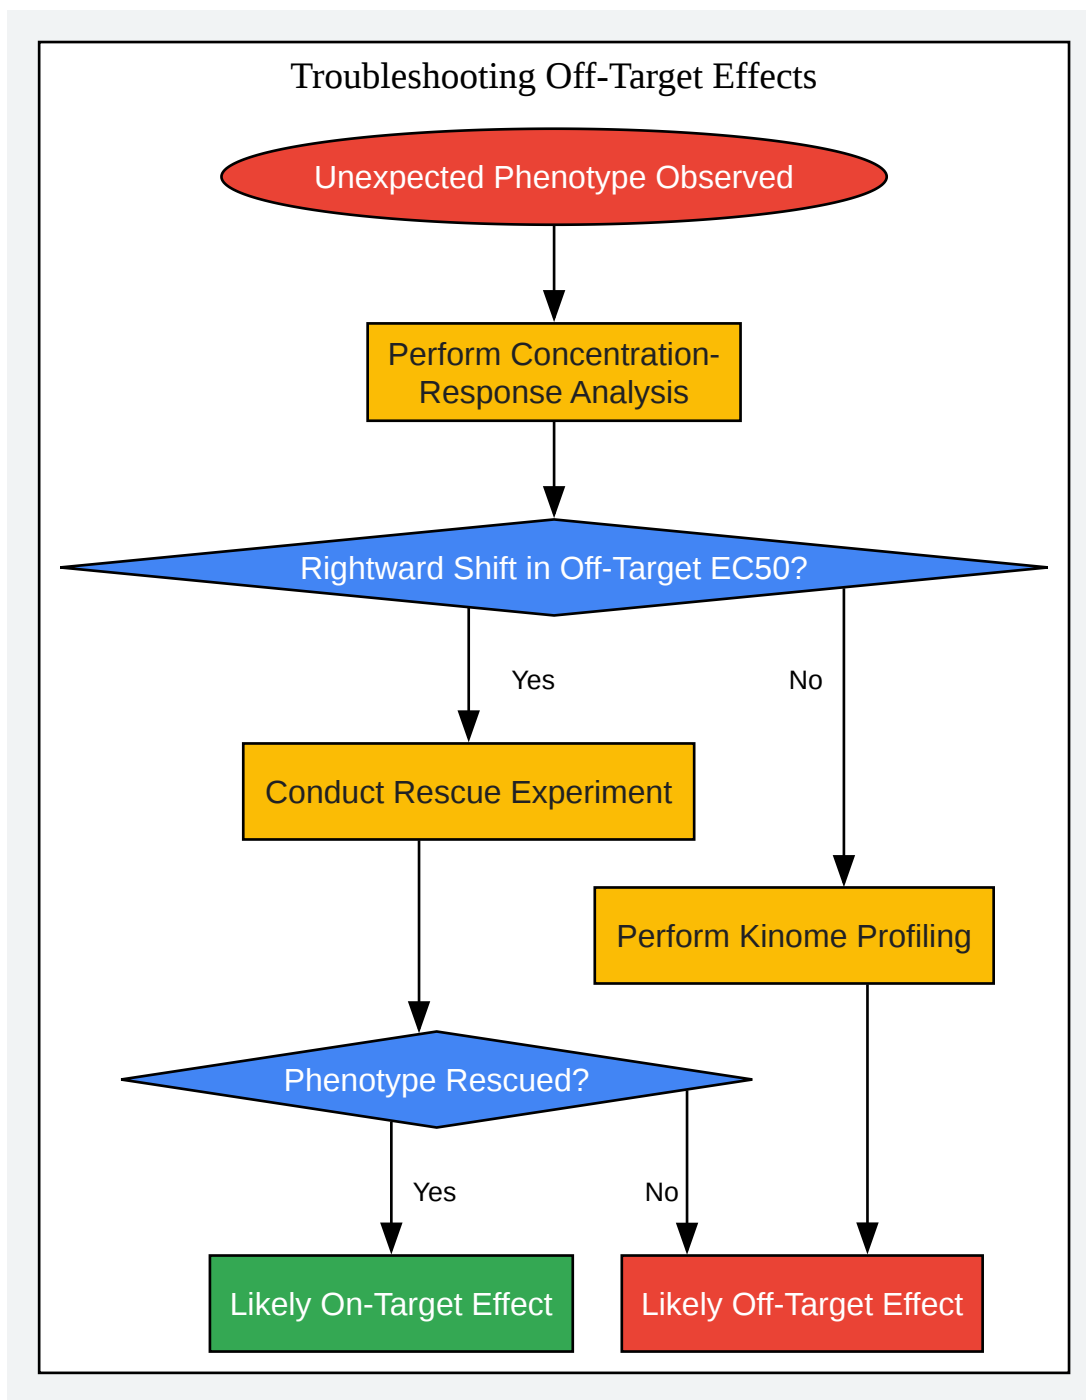 Troubleshooting Off-Target Effects
Unexpected Phenotype Observed
Perform Concentration-
Response Analysis
Rightward Shift in Off-Target EC50?
Yes
No
Conduct Rescue Experiment
Perform Kinome Profiling
Phenotype Rescued?
Yes
No
Likely On-Target Effect
Likely Off-Target Effect